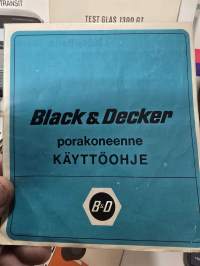 TRANSIT
TEST GLAS 1300 GT
Black & Decker
porakoneenne
KÄYTTÖOHJE
B&D